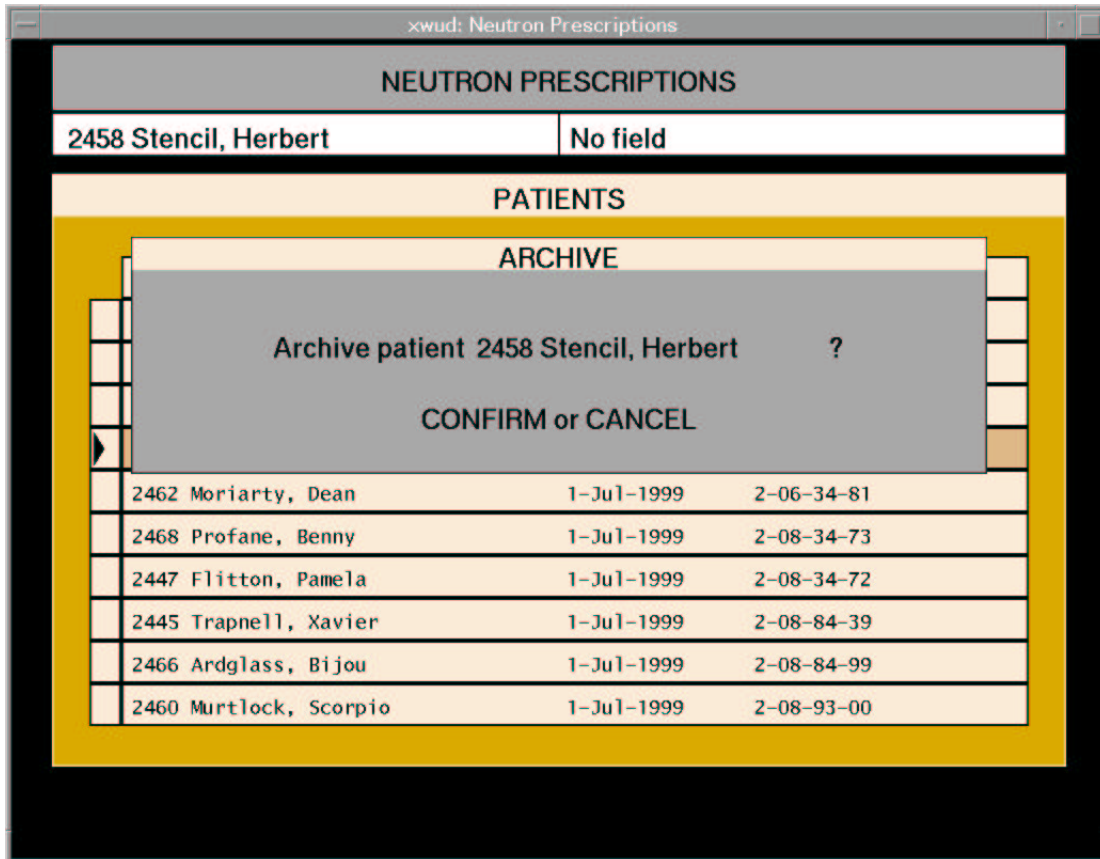 xwud: Neutron Prescriptions
NEUTRON PRESCRIPTIONS
2458 Stencil, Herbert No field
PATIENTS
ARCHIVE
Archive patient 2458 Stencil, Herbert ?
CONFIRM or CANCEL
2462 Moriarty, Dean 1-Jul-1999 2-06-34-81
2468 Profane, Benny 1-Jul-1999 2-08-34-73
2447 Flitton, Pamela 1-Jul-1999 2-08-34-72
2445 Trapnell, Xavier 1-Jul-1999 2-08-84-39
2466 Ardglass, Bijou 1-Jul-1999 2-08-84-99
2460 Murtlock, Scorpio 1-Jul-1999 2-08-93-00